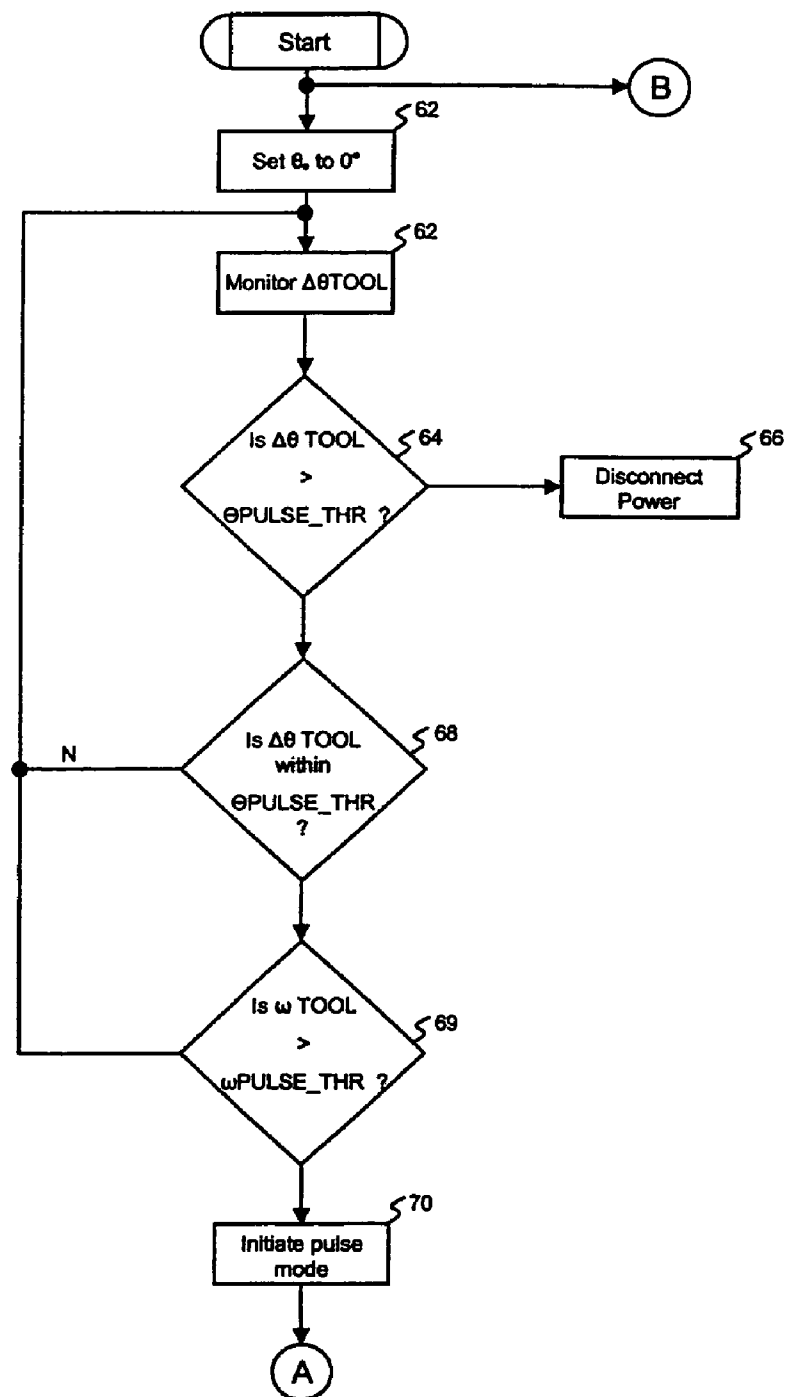 Start
B
62
Set θ₀ to 0°
62
Monitor ΔθTOOL
Is Δθ TOOL
>
ΘPULSE_THR ?
64
66
Disconnect
Power
Is Δθ TOOL
within
ΘPULSE_THR
?
68
N
Is ω TOOL
>
ωPULSE_THR ?
69
70
Initiate pulse
mode
A